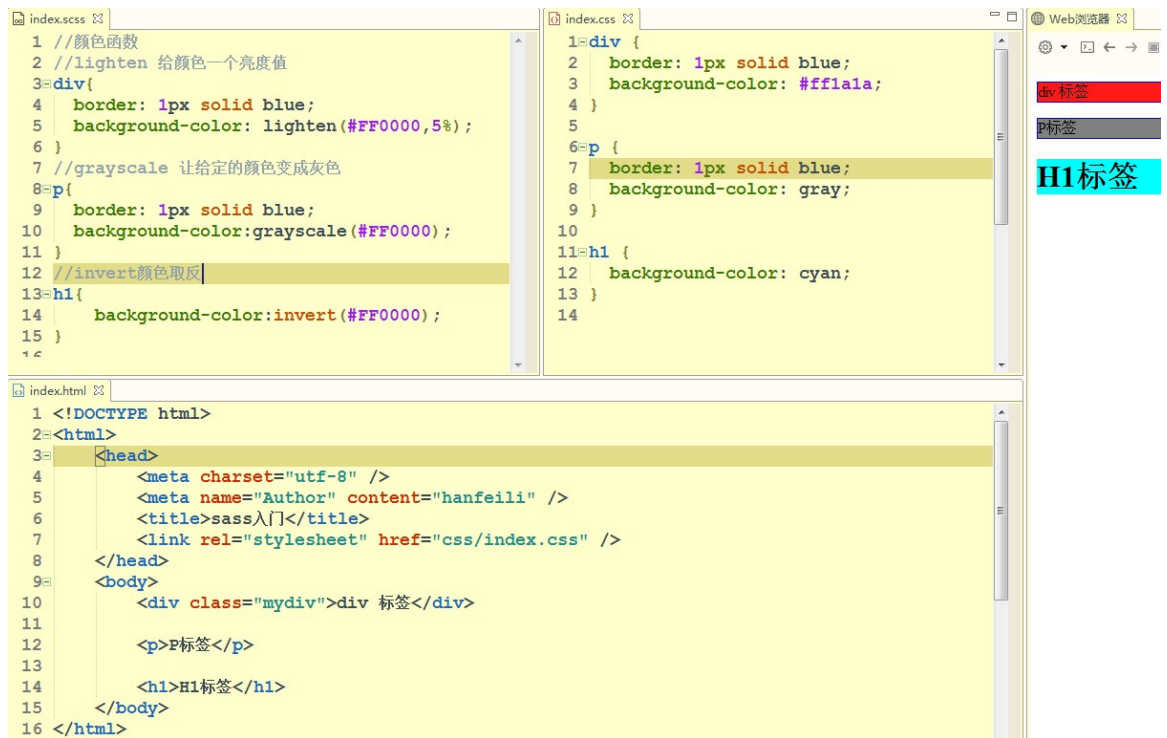 index.scss
1 //颜色函数
2 //lighten 给颜色一个亮度值
3 div{
4 border: 1px solid blue;
5 background-color: lighten(#FF0000,5%);
6 }
7 //grayscale 让给定的颜色变成灰色
8 p{
9 border: 1px solid blue;
10 background-color:grayscale(#FF0000);
11 }
12 //invert颜色取反
13 h1{
14 background-color:invert(#FF0000);
15 }
16
index.css
1 div {
2 border: 1px solid blue;
3 background-color: #ff1a1a;
4 }
5
6 p {
7 border: 1px solid blue;
8 background-color: gray;
9 }
10
11 h1 {
12 background-color: cyan;
13 }
14
Web浏览器
div 标签
P标签
H1标签
index.html
1 <!DOCTYPE html>
2 <html>
3 <head>
4 <meta charset="utf-8" />
5 <meta name="Author" content="hanfeili" />
6 <title>sass入门</title>
7 <link rel="stylesheet" href="css/index.css" />
8 </head>
9 <body>
10 <div class="mydiv">div 标签</div>
11
12 <p>P标签</p>
13
14 <h1>H1标签</h1>
15 </body>
16 </html>